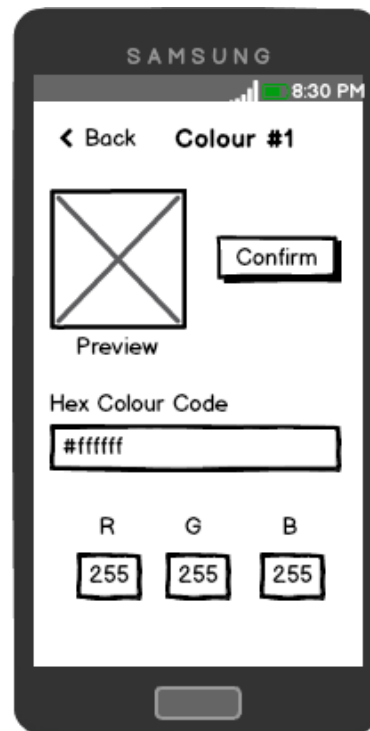 SAMSUNG
8:30 PM
Back Colour #1
Confirm
Preview
Hex Colour Code
#ffffff
R G B
255 255 255